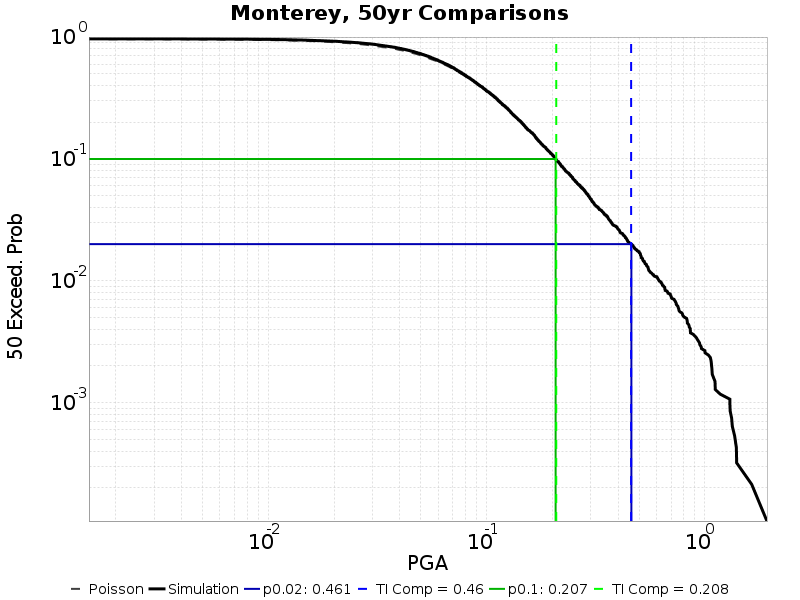 Monterey, 50yr Comparisons
10^0
10^-1
10^-2
10^-3
50 Exceed. Prob
10^-2 10^-1 10^0
PGA
Poisson Simulation p0.02: 0.461 TI Comp = 0.46 p0.1: 0.207 TI Comp = 0.208